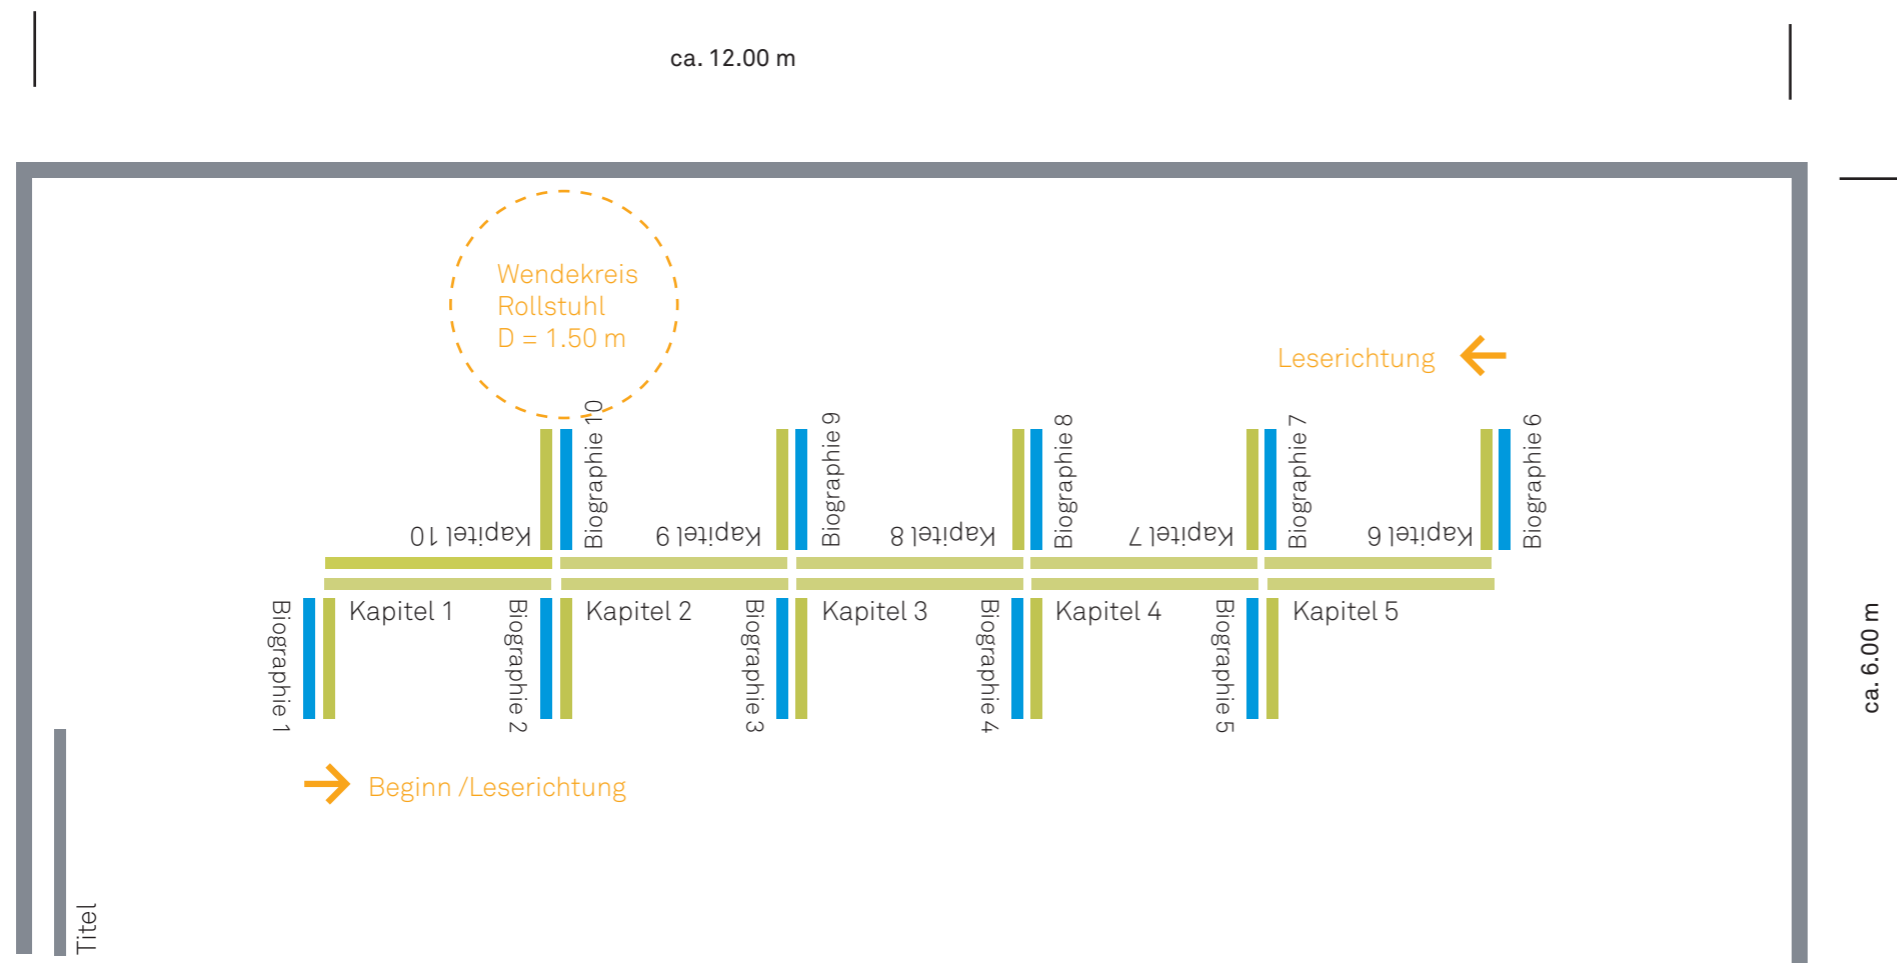 ca. 12.00 m
Wendekreis
Rollstuhl
D = 1.50 m
Leserichtung
Biographie 10
Biographie 9
Biographie 8
Biographie 7
Biographie 6
Kapitel 10
Kapitel 9
Kapitel 8
Kapitel 7
Kapitel 6
Biographie 1
Kapitel 1
Biographie 2
Kapitel 2
Biographie 3
Kapitel 3
Biographie 4
Kapitel 4
Biographie 5
Kapitel 5
ca. 6.00 m
Beginn /Leserichtung
Titel